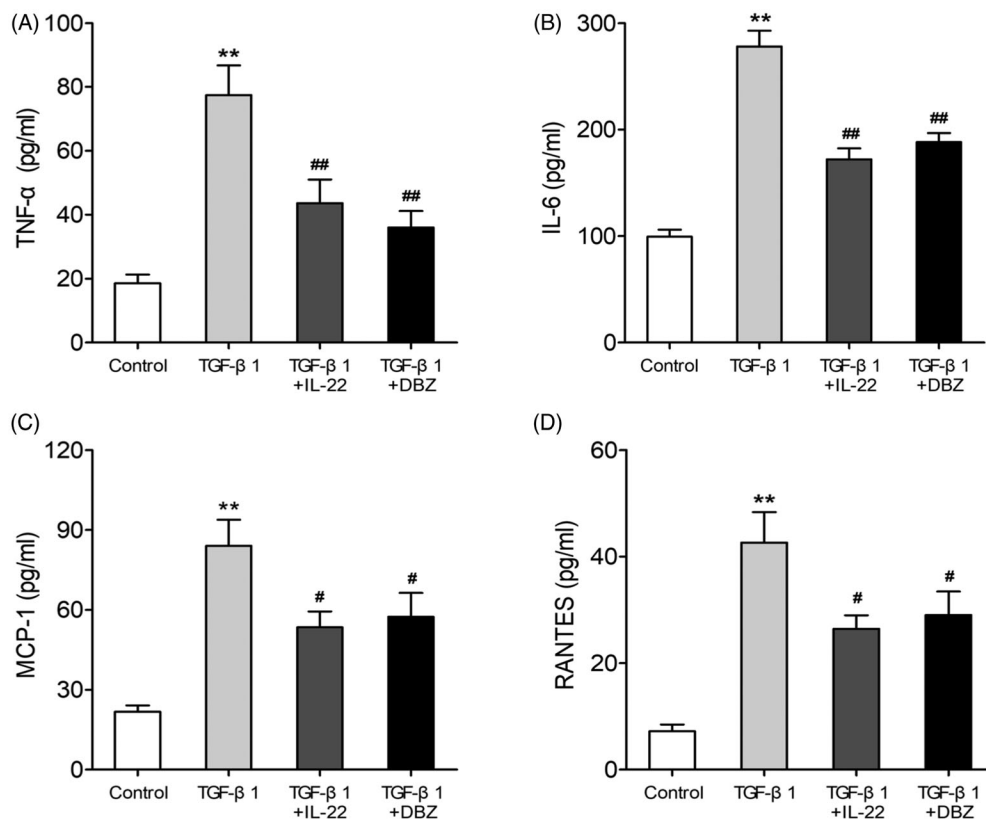 (A)
TNF-α (pg/ml)
100
80
60
40
20
0
**
##
##
Control
TGF-β 1
TGF-β 1
+IL-22
TGF-β 1
+DBZ
(B)
IL-6 (pg/ml)
300
200
100
0
**
##
##
Control
TGF-β 1
TGF-β 1
+IL-22
TGF-β 1
+DBZ
(C)
MCP-1 (pg/ml)
120
90
60
30
0
**
#
#
Control
TGF-β 1
TGF-β 1
+IL-22
TGF-β 1
+DBZ
(D)
RANTES (pg/ml)
60
40
20
0
**
#
#
Control
TGF-β 1
TGF-β 1
+IL-22
TGF-β 1
+DBZ